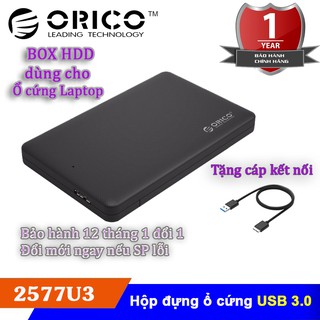 ORICO
LEADING TECHNOLOGY
1
YEAR
BẢO HÀNH
CHÍNH HÃNG
BOX HDD
dùng cho
Ổ cứng Laptop
ORICO
Tặng cáp kết nối
Bảo hành 12 tháng 1 đổi 1
Đổi mới ngay nếu SP lỗi
2577U3
Hộp đựng ổ cứng USB 3.0